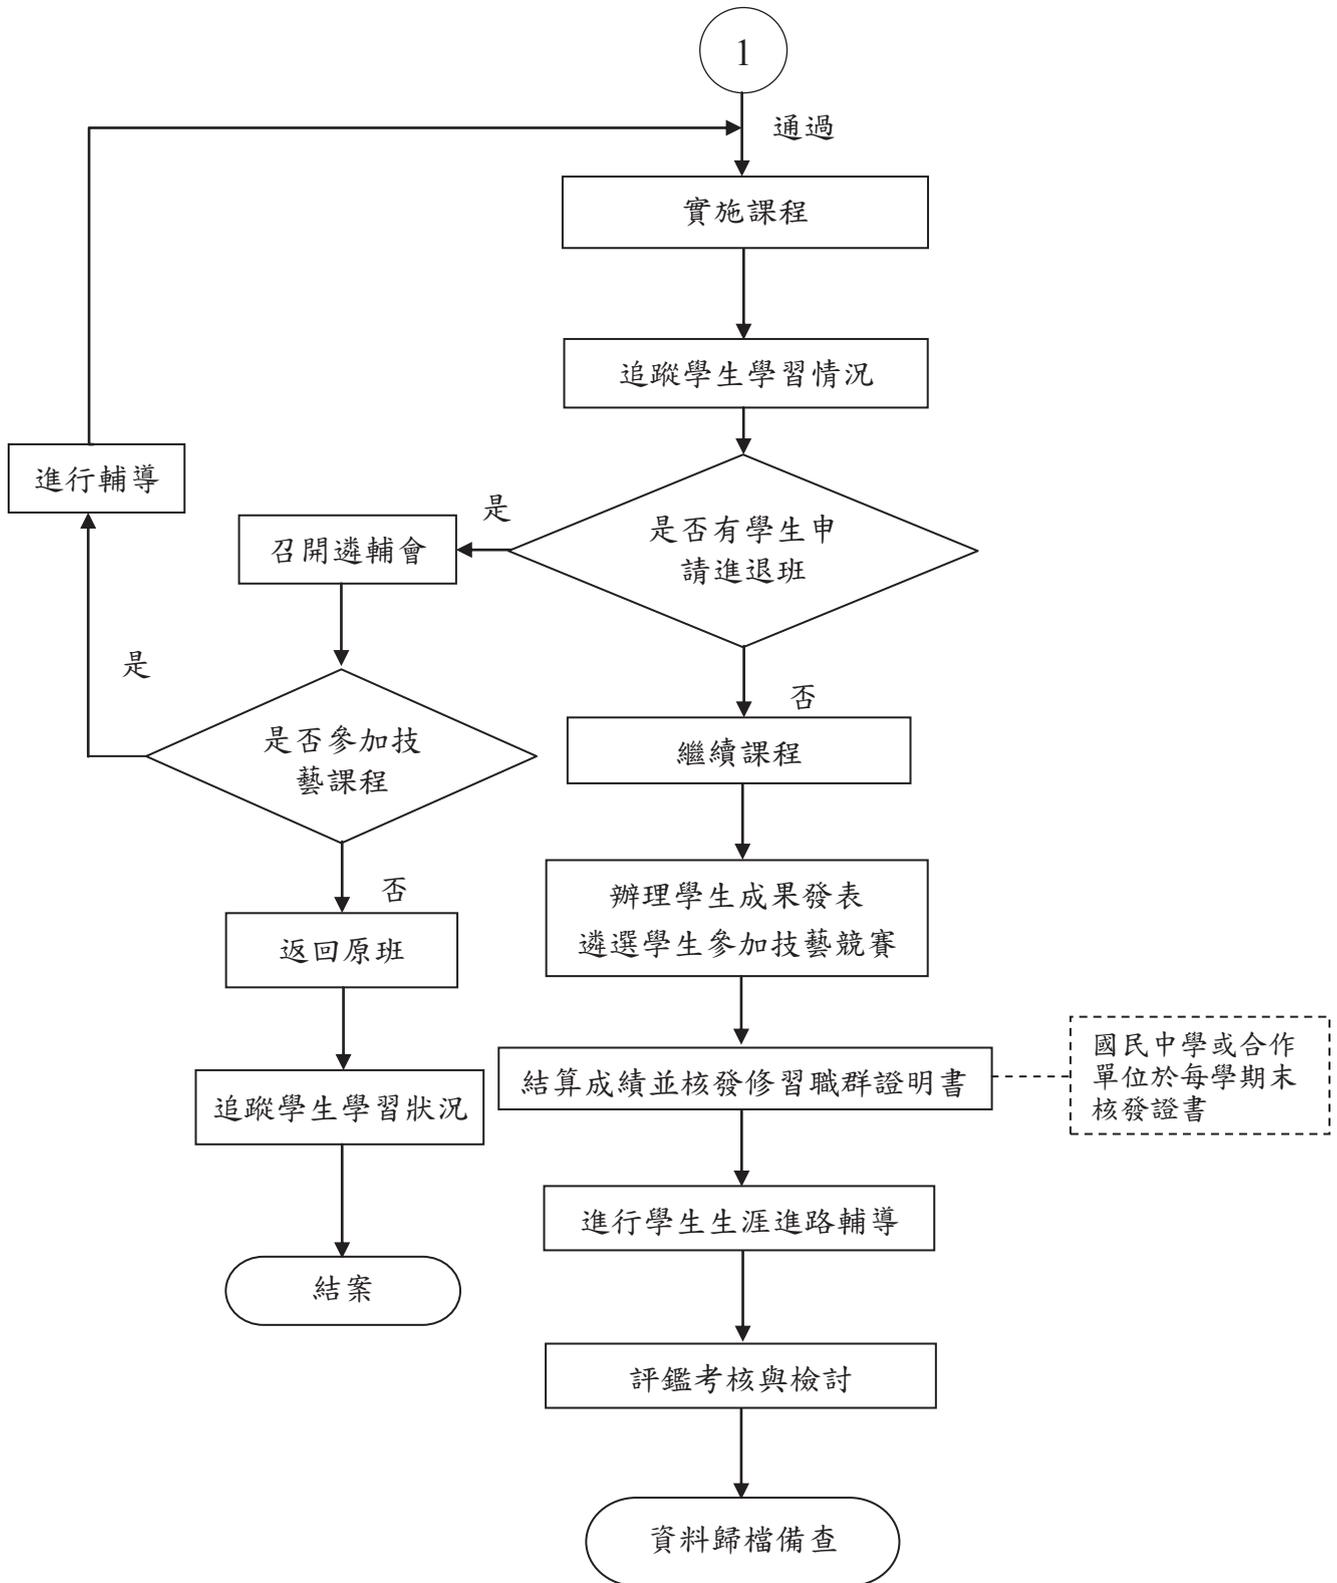 1
通過
實施課程
追蹤學生學習情況
進行輔導
是
召開遴輔會
是否有學生申
請進退班
是
否
是否參加技
藝課程
繼續課程
否
辦理學生成果發表
遴選學生參加技藝競賽
返回原班
國民中學或合作
單位於每學期末
核發證書
結算成績並核發修習職群證明書
追蹤學生學習狀況
進行學生生涯進路輔導
結案
評鑑考核與檢討
資料歸檔備查